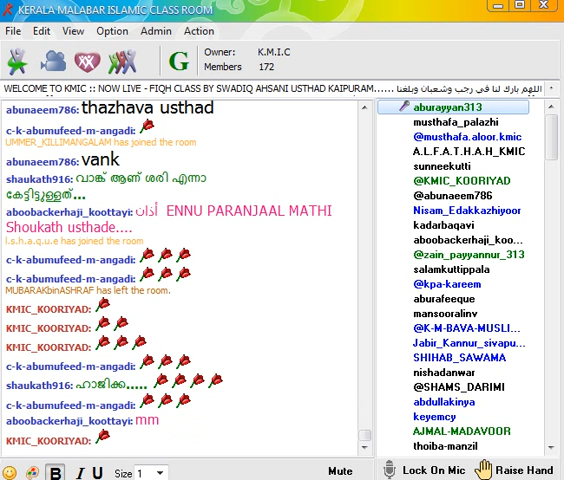 KERALA MALABAR ISLAMIC CLASS ROOM
File Edit View Option Admin Action
G
Owner: K.M.I.C
Members 172
WELCOME TO KMIC :: NOW LIVE - FIQH CLASS BY SWADIQ AHSANI USTHAD KAIPURAM...... اللهم بارك لنا في رجب وشعبان وبلغنا
abunaeem786: thazhava usthad
c-k-abumufeed-m-angadi:
UMMER_KILLIMANGALAM has joined the room
abunaeem786: vank
shaukath916: വാങ്ക് ആണ് ശരി എന്നാ
കേട്ടിട്ടുള്ളത്...
aboobackerhaji_koottayi: أذان ENNU PARANJAAL MATHI
Shoukath usthade....
I.s.h.a.q.u.e has joined the room
c-k-abumufeed-m-angadi:
c-k-abumufeed-m-angadi:
MUBARAKbinASHRAF has left the room.
KMIC_KOORIYAD:
KMIC_KOORIYAD:
KMIC_KOORIYAD:
c-k-abumufeed-m-angadi:
shaukath916: ഹാജിക്ക.....
c-k-abumufeed-m-angadi:
aboobackerhaji_koottayi: mm
KMIC_KOORIYAD:
B I U Size 1 Mute
aburayyan313
musthafa_palazhi
@musthafa.aloor.kmic
A.L.F.A.T.H.A.H_KMIC
sunneekutti
@KMIC_KOORIYAD
@abunaeem786
Nisam_Edakkazhiyoor
kadarbaqavi
aboobackerhaji_koo...
@zain_payyannur_313
salamkuttippala
@kpa-kareem
aburafeeque
mansooralinv
@K-M-BAVA-MUSLI...
Jabir_Kannur_sivapu...
SHIHAB_SAWAMA
nishadanwar
@SHAMS_DARIMI
abdullakinya
keyemcy
AJMAL-MADAVOOR
thoiba-manzil
Lock On Mic Raise Hand